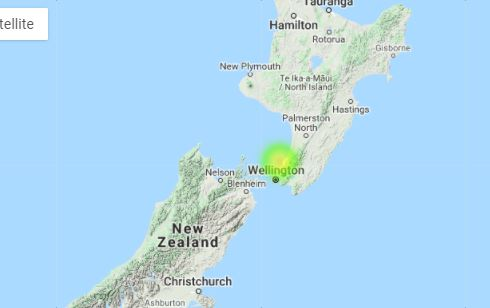 Tauranga
tellite
Hamilton
Rotorua
Gisborne
New Plymouth
Te Ika-a-Māui
/ North Island
Hastings
Palmerston
North
Wellington
Nelson
Blenheim
New
Zealand
Christchurch
Ashburton